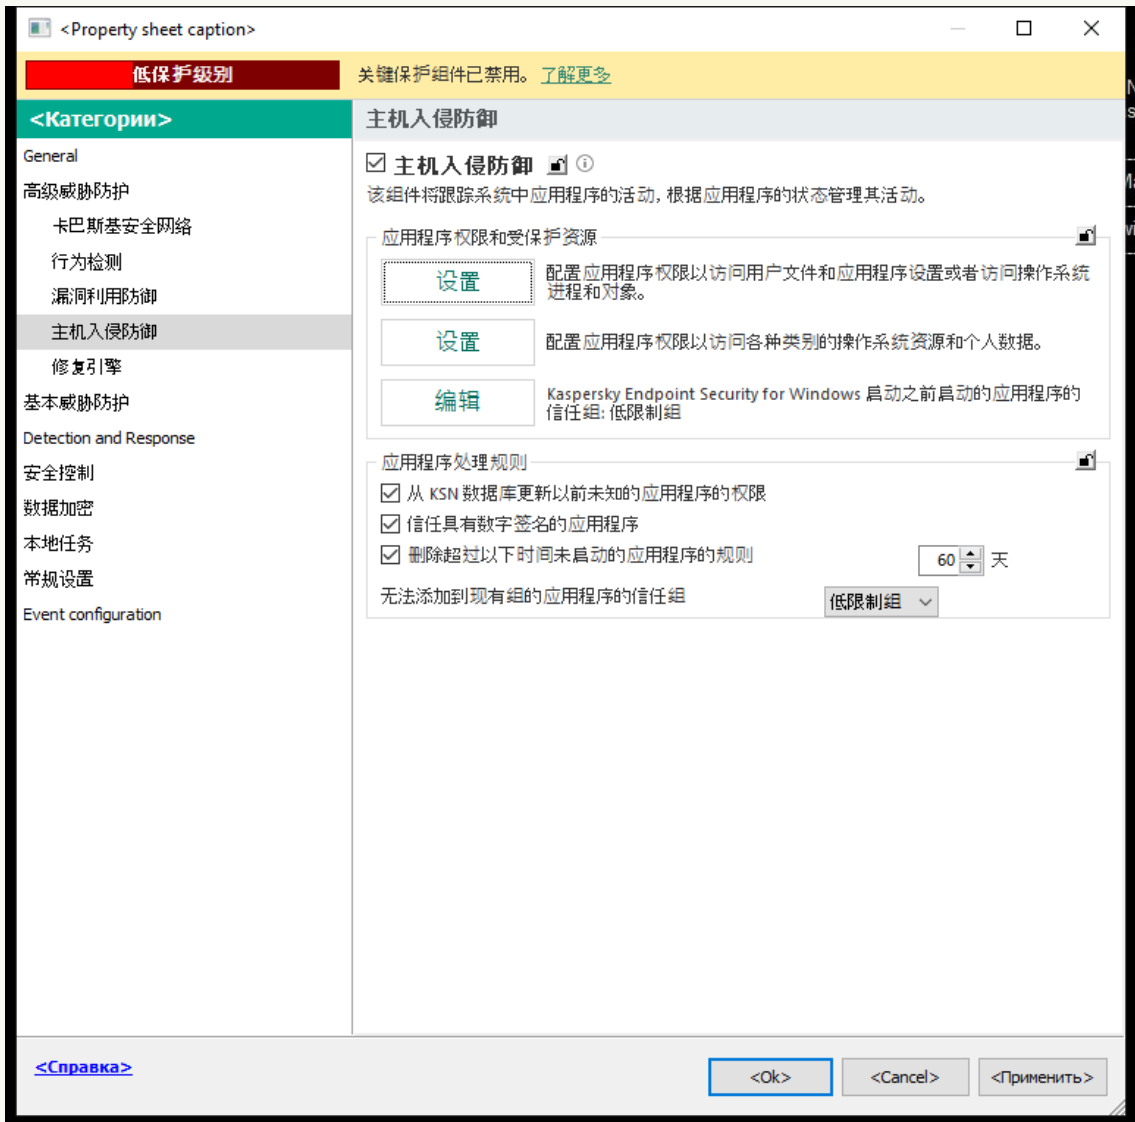 <Property sheet caption>
低保护级别
关键保护组件已禁用。 了解更多
<Категории>
General
高级威胁防护
卡巴斯基安全网络
行为检测
漏洞利用防御
主机入侵防御
修复引擎
基本威胁防护
Detection and Response
安全控制
数据加密
本地任务
常规设置
Event configuration
主机入侵防御
主机入侵防御
该组件将跟踪系统中应用程序的活动, 根据应用程序的状态管理其活动。
应用程序权限和受保护资源
设置
配置应用程序权限以访问用户文件和应用程序设置或者访问操作系统
进程和对象。
设置
配置应用程序权限以访问各种类别的操作系统资源和个人数据。
编辑
Kaspersky Endpoint Security for Windows 启动之前启动的应用程序的
信任组: 低限制组
应用程序处理规则
从 KSN 数据库更新以前未知的应用程序的权限
信任具有数字签名的应用程序
删除超过以下时间未启动的应用程序的规则
60 天
无法添加到现有组的应用程序的信任组
低限制组
<Справка>
<Ok>
<Cancel>
<Применить>